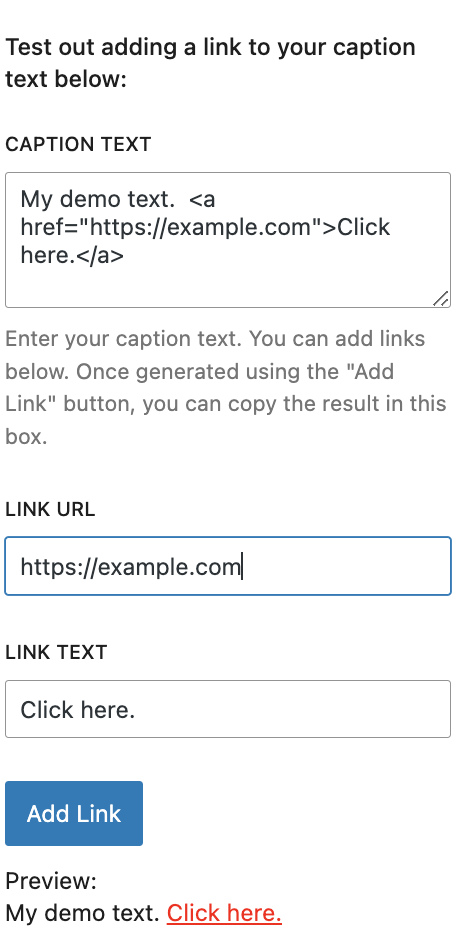 Test out adding a link to your caption
text below:
CAPTION TEXT
My demo text.  <a
href="https://example.com">Click
here.</a>
Enter your caption text. You can add links
below. Once generated using the "Add
Link" button, you can copy the result in this
box.
LINK URL
https://example.com
LINK TEXT
Click here.
Add Link
Preview:
My demo text. Click here.